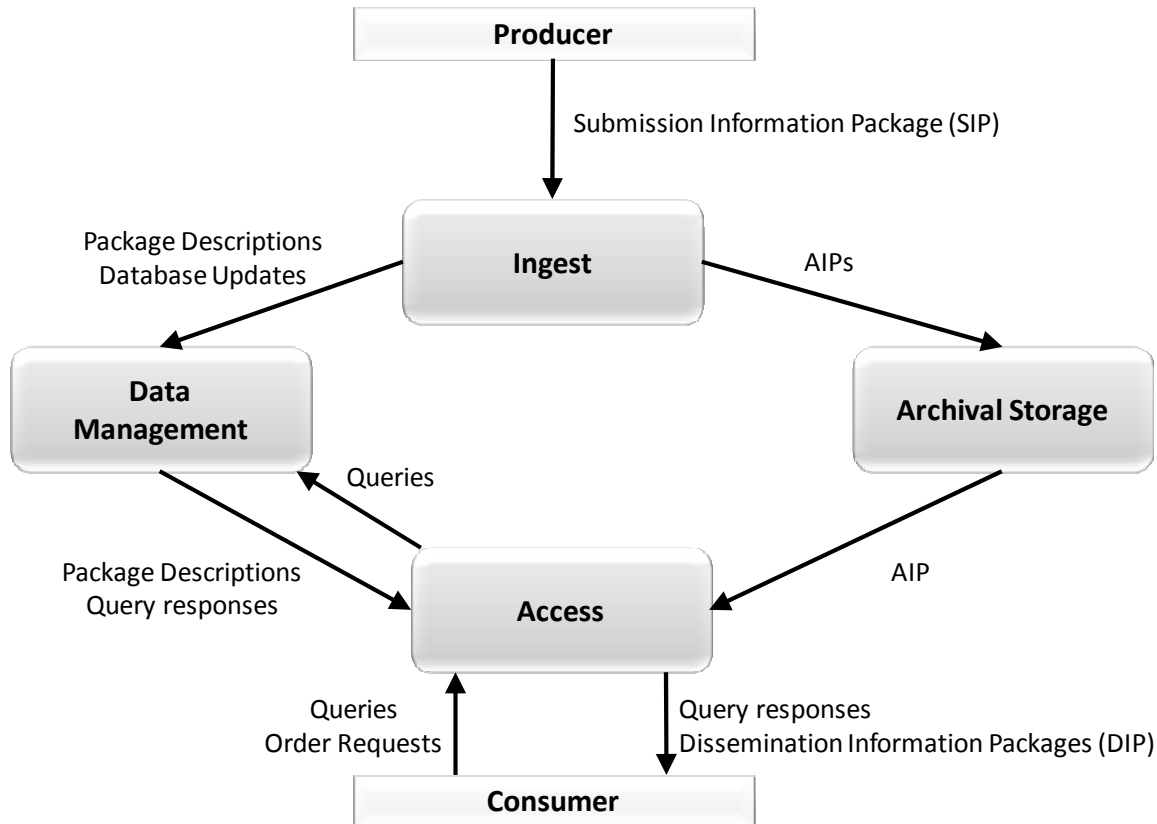 Producer
Submission Information Package (SIP)
Package Descriptions
Database Updates
Ingest
AIPs
Data
Management
Archival Storage
Queries
Package Descriptions
Query responses
AIP
Access
Queries
Order Requests
Query responses
Dissemination Information Packages (DIP)
Consumer